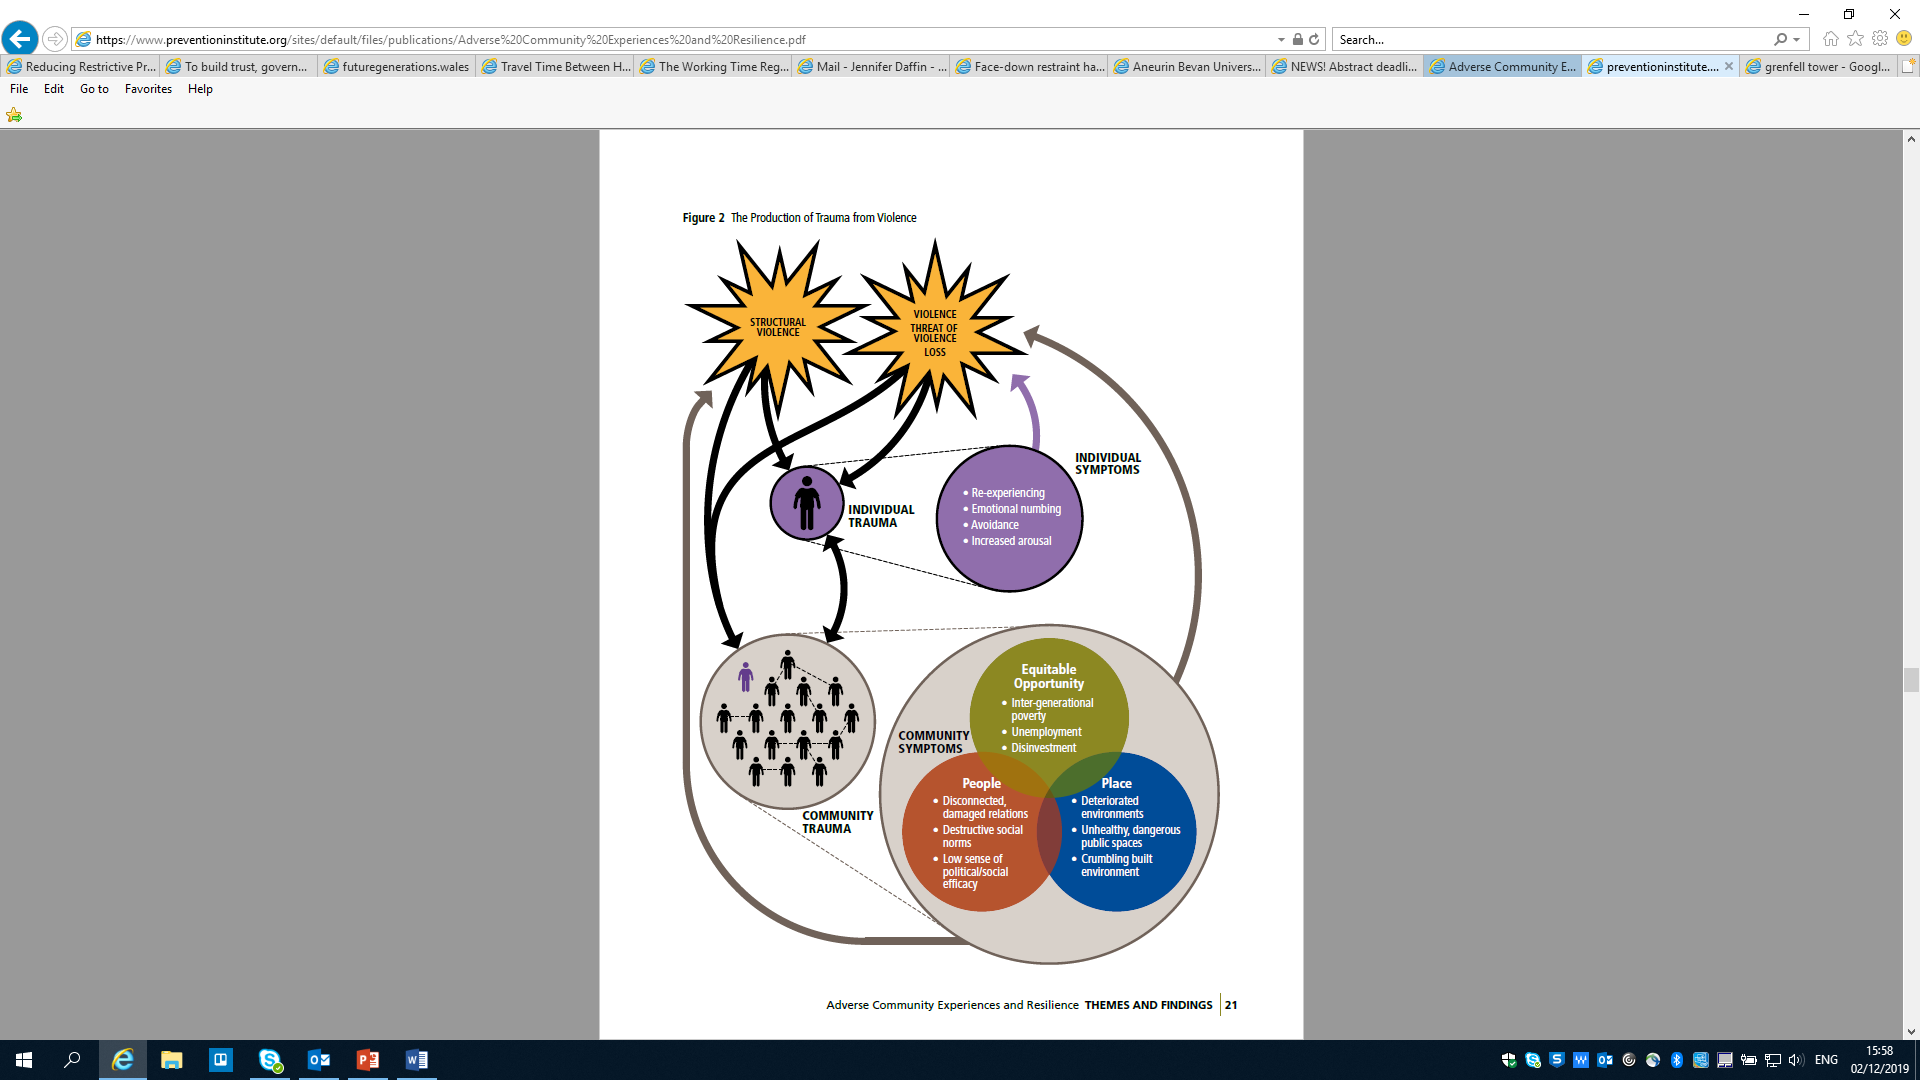 https://www.preventioninstitute.org/sites/default/files/publications/Adverse%20Community%20Experiences%20and%20Resilience.pdf
Search...
Reducing Restrictive Pr...
To build trust, govern...
futuregenerations.wales
Travel Time Between H...
The Working Time Reg...
Mail - Jennifer Daffin - ...
Face-down restraint ha...
Aneurin Bevan Univers...
NEWS! Abstract deadli...
Adverse Community E...
preventioninstitute....
grenfell tower - Googl...
File Edit Go to Favorites Help
Figure 2 The Production of Trauma from Violence
STRUCTURAL
VIOLENCE
VIOLENCE
THREAT OF
VIOLENCE
LOSS
INDIVIDUAL
SYMPTOMS
• Re-experiencing
• Emotional numbing
• Avoidance
• Increased arousal
INDIVIDUAL
TRAUMA
Equitable
Opportunity
• Inter-generational
poverty
• Unemployment
• Disinvestment
COMMUNITY
SYMPTOMS
People
• Disconnected,
damaged relations
• Destructive social
norms
• Low sense of
political/social
efficacy
Place
• Deteriorated
environments
• Unhealthy, dangerous
public spaces
• Crumbling built
environment
COMMUNITY
TRAUMA
Adverse Community Experiences and Resilience THEMES AND FINDINGS 21
ENG
15:58
02/12/2019